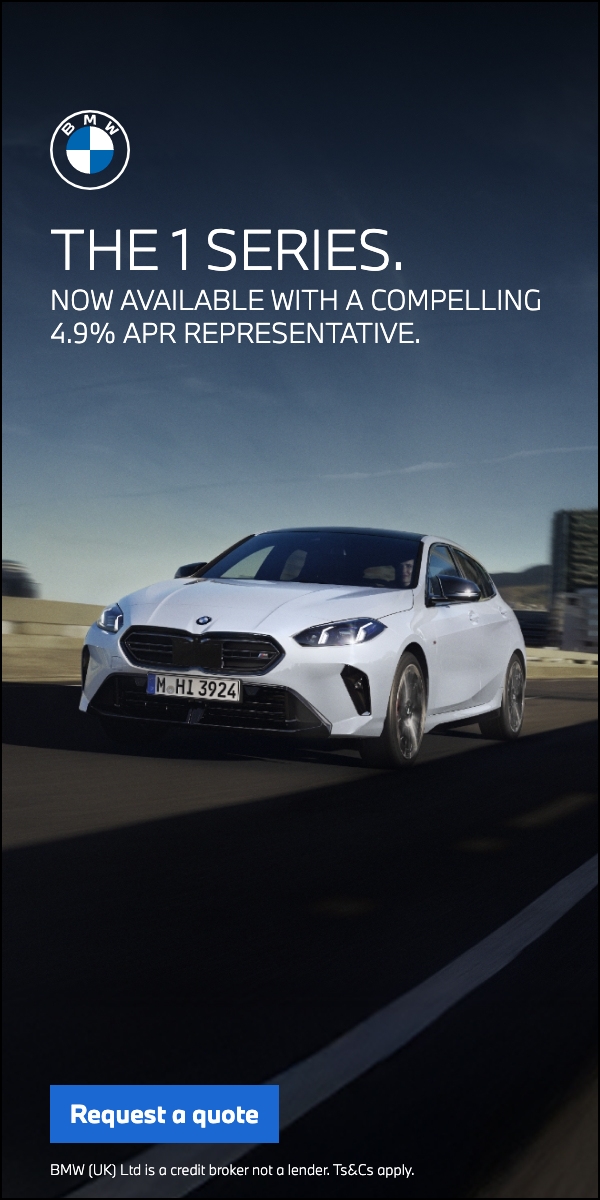 BMW
THE 1 SERIES.
NOW AVAILABLE WITH A COMPELLING
4.9% APR REPRESENTATIVE.
M HI 3924
Request a quote
BMW (UK) Ltd is a credit broker not a lender. Ts&Cs apply.